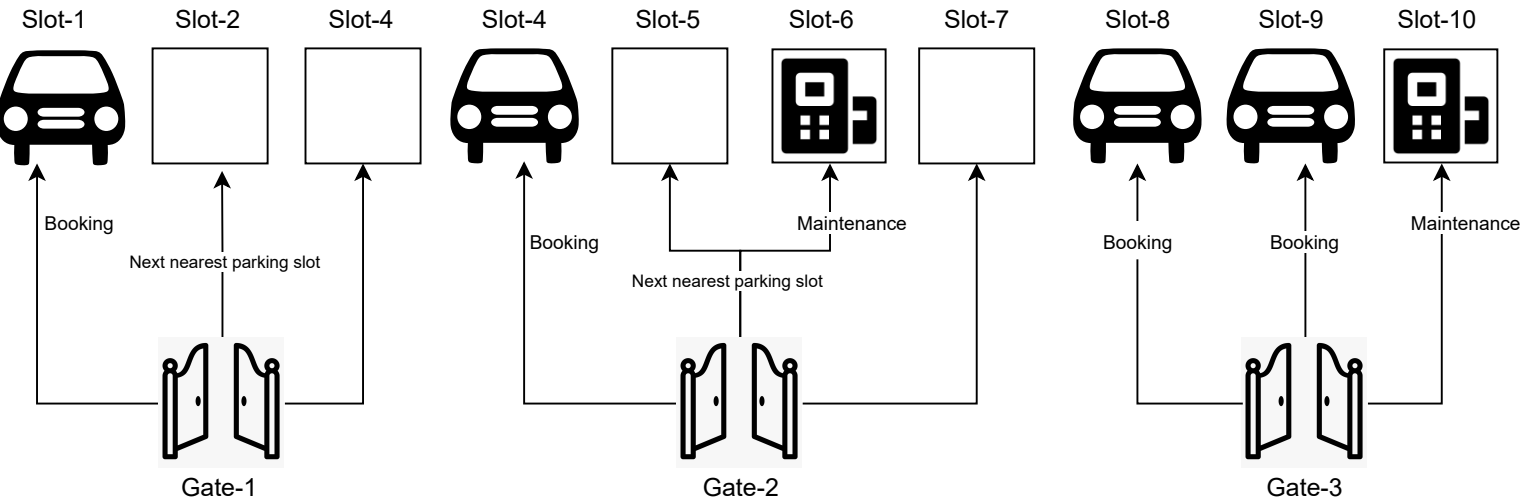 Slot-1
Slot-2
Slot-4
Slot-4
Slot-5
Slot-6
Slot-7
Slot-8
Slot-9
Slot-10
Booking
Next nearest parking slot
Booking
Maintenance
Next nearest parking slot
Booking
Booking
Maintenance
Gate-1
Gate-2
Gate-3